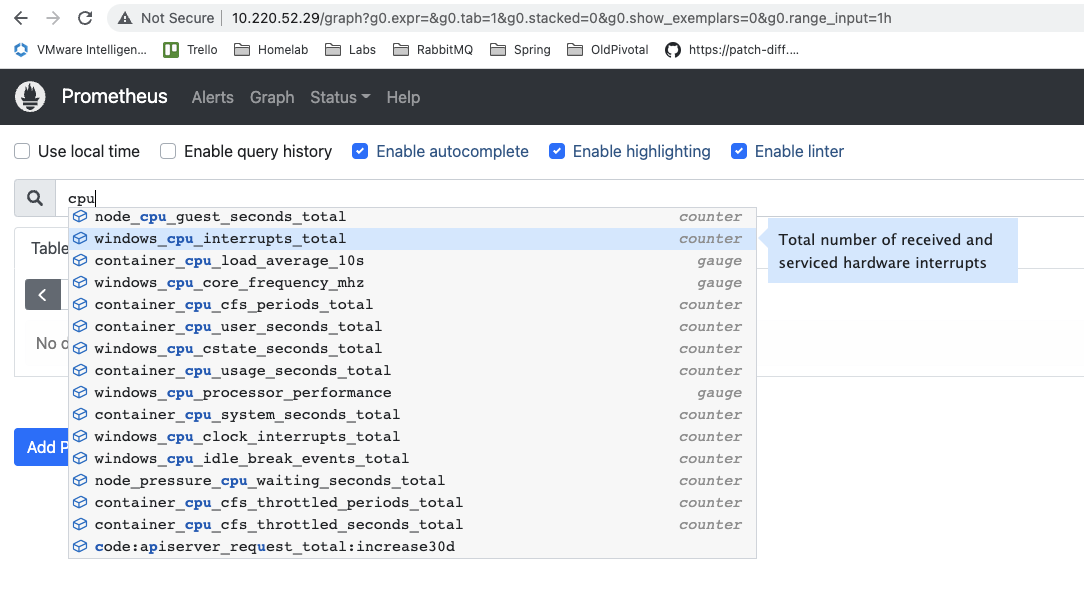 Not Secure | 10.220.52.29/graph?g0.expr=&g0.tab=1&g0.stacked=0&g0.show_exemplars=0&g0.range_input=1h
VMware Intelligen... Trello Homelab Labs RabbitMQ Spring OldPivotal https://patch-diff....
Prometheus Alerts Graph Status Help
Use local time Enable query history Enable autocomplete Enable highlighting Enable linter
cpu
node_cpu_guest_seconds_total counter
windows_cpu_interrupts_total counter
Total number of received and
serviced hardware interrupts
Table
container_cpu_load_average_10s gauge
windows_cpu_core_frequency_mhz gauge
container_cpu_cfs_periods_total counter
container_cpu_user_seconds_total counter
No d
windows_cpu_cstate_seconds_total counter
container_cpu_usage_seconds_total counter
windows_cpu_processor_performance gauge
container_cpu_system_seconds_total counter
windows_cpu_clock_interrupts_total counter
Add P
windows_cpu_idle_break_events_total counter
node_pressure_cpu_waiting_seconds_total counter
container_cpu_cfs_throttled_periods_total counter
container_cpu_cfs_throttled_seconds_total counter
code:apiserver_request_total:increase30d